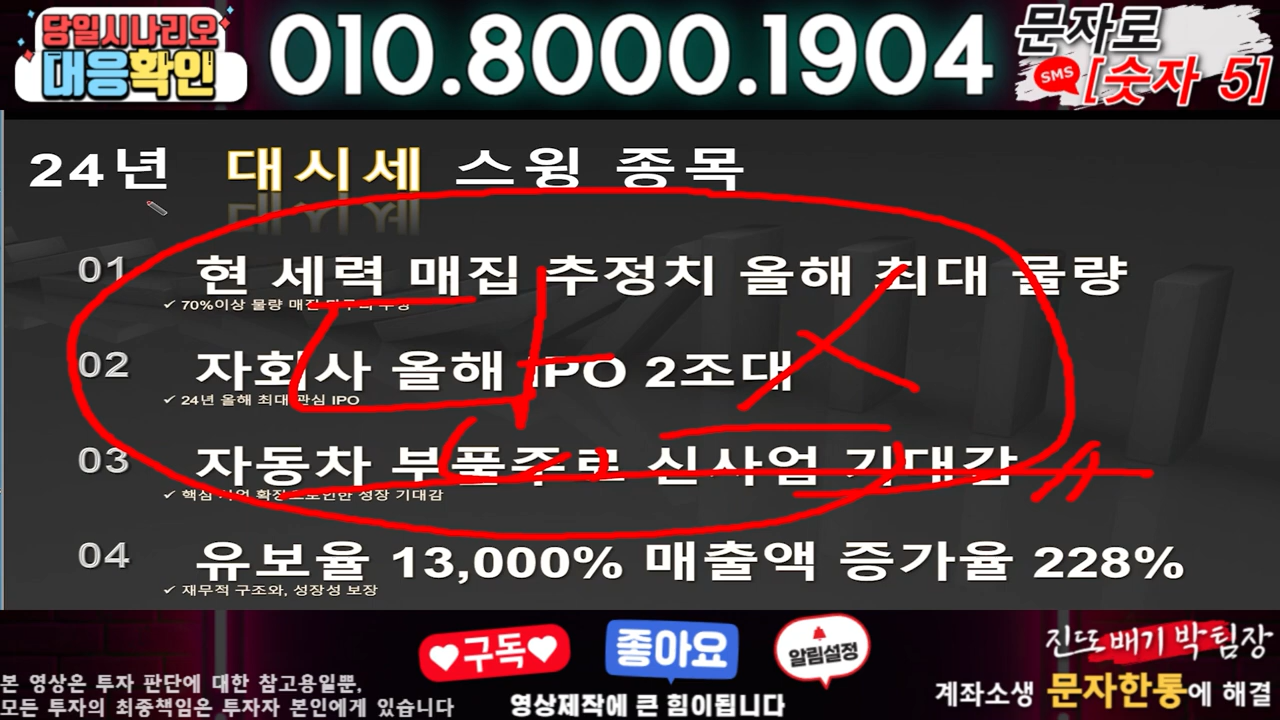 당일시나리오
대응확인
010.8000.1904
문자로
SMS
[숫자 5]
24년 대시세 스윙 종목
01 현 세력 매집 추정치 올해 최대 물량
✓ 70%이상 물량 매집
02 자회사 올해 IPO 2조대
✓ 24년 올해 최대 관심 IPO
03 자동차 부품주로 신사업 기대감
✓ 핵심 사업 확장으로인한 성장 기대감
04 유보율 13,000% 매출액 증가율 228%
✓ 재무적 구조와, 성장성 보장
구독
좋아요
알림설정
진또배기 박팀장
본 영상은 투자 판단에 대한 참고용일뿐,
모든 투자의 최종책임은 투자자 본인에게 있습니다
영상제작에 큰 힘이됩니다
계좌소생 문자한통에 해결